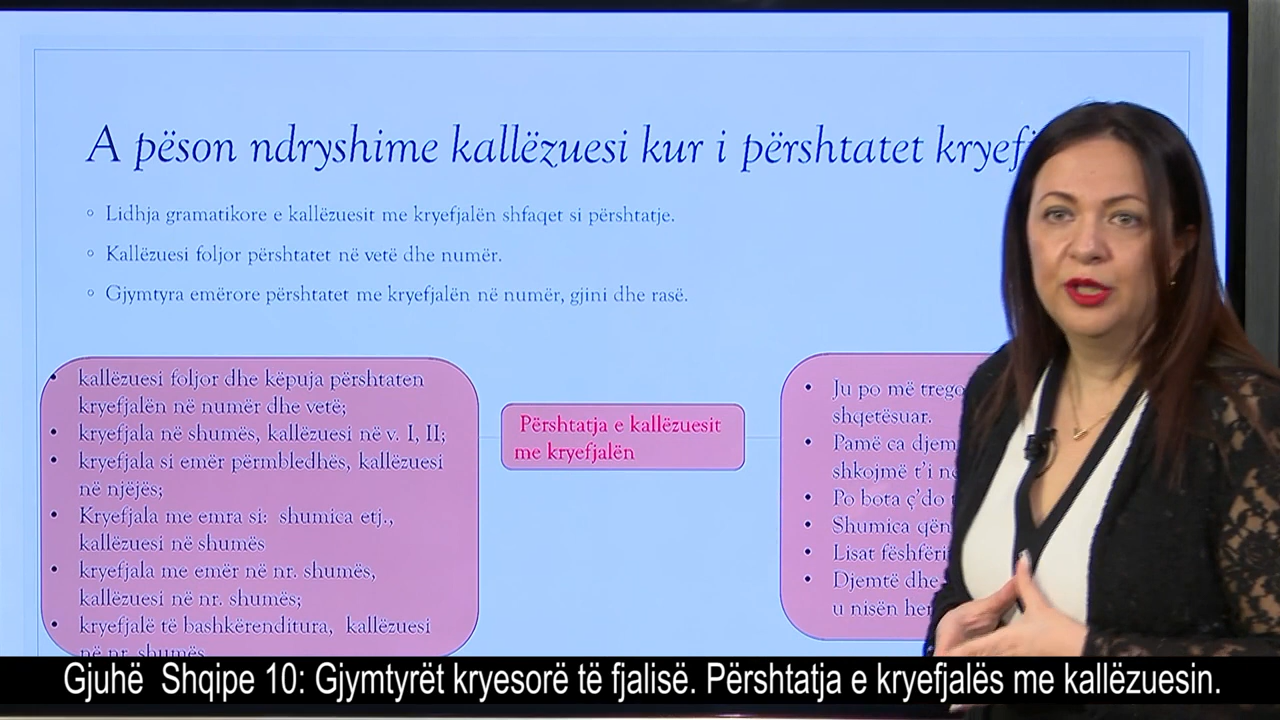 A pëson ndryshime kallëzuesi kur i përshtatet
Lidhja gramatikore e kallëzuesit me kryefjalën shfaqet si përshtatje.
Kallëzuesi foljor përshtatet në vetë dhe numër.
Gjymtyra emërore përshtatet me kryefjalën në numër, gjini dhe rasë.
kallëzuesi foljor dhe këpuja përshtaten
kryefjalën në numër dhe vetë;
kryefjala në shumës, kallëzuesi në v. I, II;
kryefjala si emër përmbledhës, kallëzuesi
në njëjës;
Kryefjala me emra si: shumica etj.,
kallëzuesi në shumës
kryefjala me emër në nr. shumës,
kallëzuesi në nr. shumës;
kryefjalë të bashkërenditura, kallëzuesi
në nr. shumës
Përshtatja e kallëzuesit
me kryefjalën
Ju po më
shqetësuar.
Pamë ca djem
shkojmë t'i
Po bota ç'do
Shumica
Lisat
Djemtë dhe
u nisën
Gjuhë Shqipe 10: Gjymtyrët kryesorë të fjalisë. Përshtatja e kryefjalës me kallëzuesin.